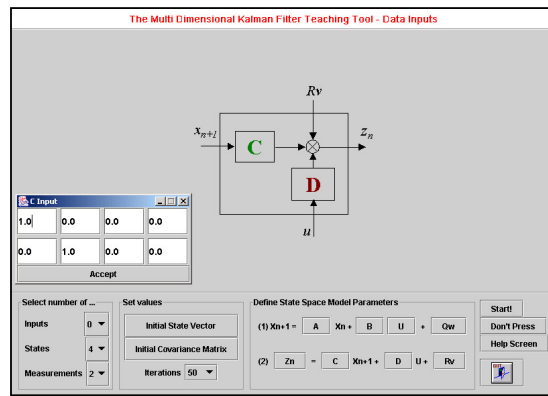 The Multi Dimensional Kalman Filter Teaching Tool - Data Inputs
Rv
xn+1
zn
C
D
u
C Input
1.0 0.0 0.0 0.0
0.0 1.0 0.0 0.0
Accept
Select number of ...
Inputs 0
States 4
Measurements 2
Set values
Initial State Vector
Initial Covariance Matrix
Iterations 50
Define State Space Model Parameters
(1) Xn+1 = A Xn + B U + Qw
(2) Zn = C Xn+1 + D U + Rv
Start!
Don't Press
Help Screen
EXIT